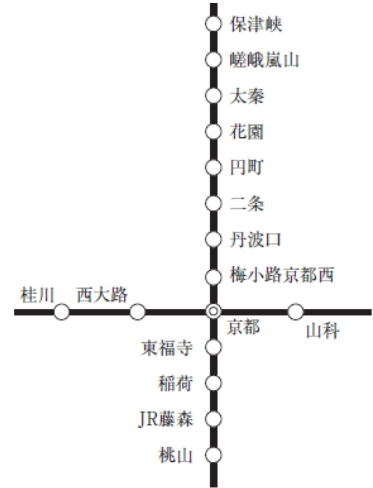 保津峡
嵯峨嵐山
太秦
花園
円町
二条
丹波口
梅小路京都西
桂川
西大路
京都
山科
東福寺
稲荷
JR藤森
桃山